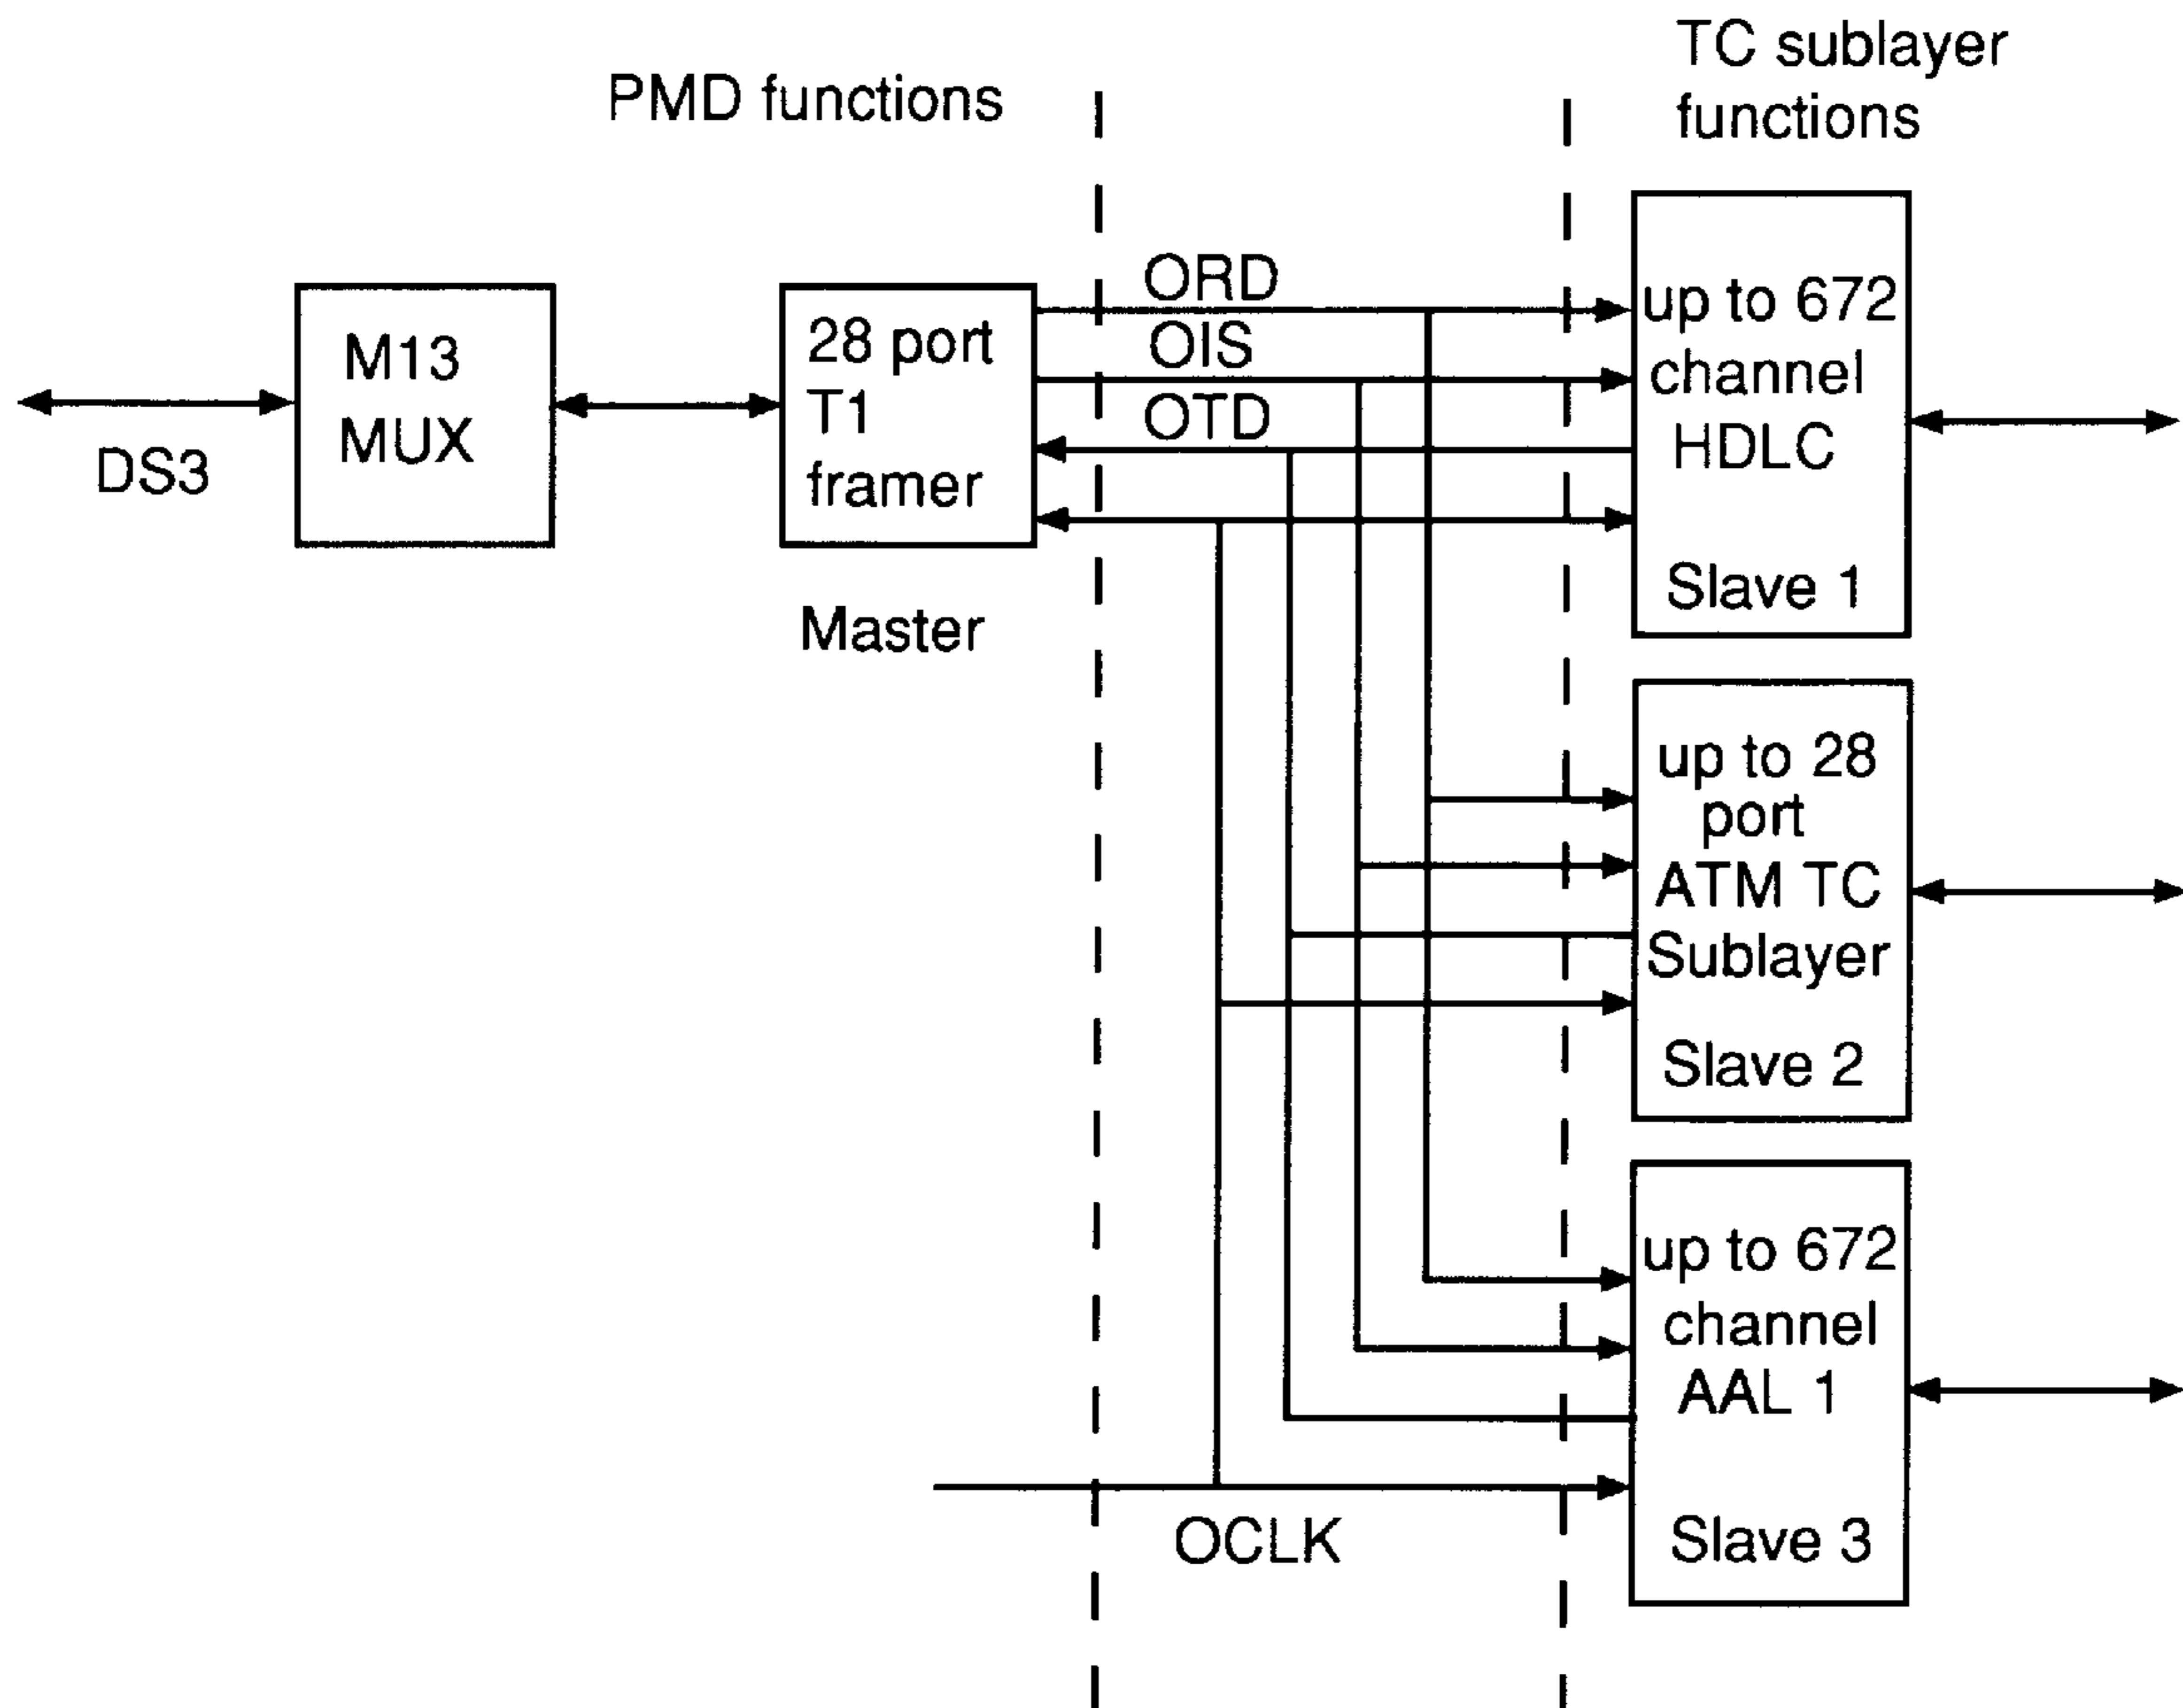 PMD functions
TC sublayer
functions
DS3
M13
MUX
28 port
T1
framer
Master
ORD
OIS
OTD
OCLK
up to 672
channel
HDLC
Slave 1
up to 28
port
ATM TC
Sublayer
Slave 2
up to 672
channel
AAL 1
Slave 3